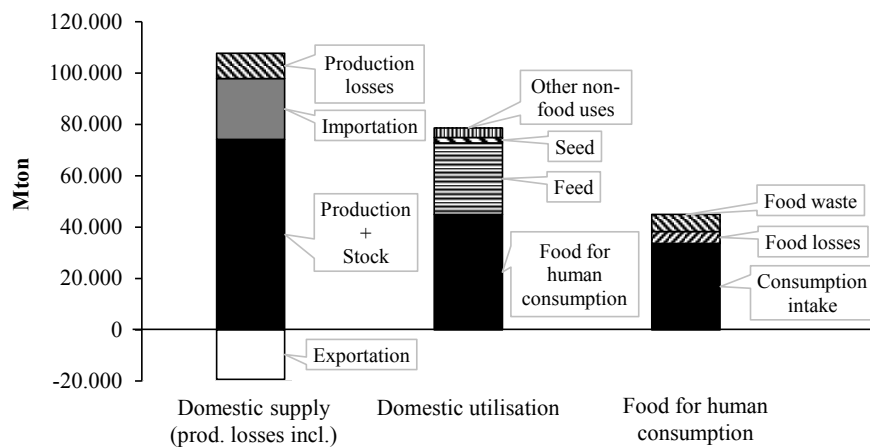 120.000
100.000
80.000
60.000
40.000
20.000
0
-20.000
Mton
Production
losses
Importation
Production
+
Stock
Exportation
Other non-
food uses
Seed
Feed
Food for
human
consumption
Food waste
Food losses
Consumption
intake
Domestic supply
(prod. losses incl.)
Domestic utilisation
Food for human
consumption